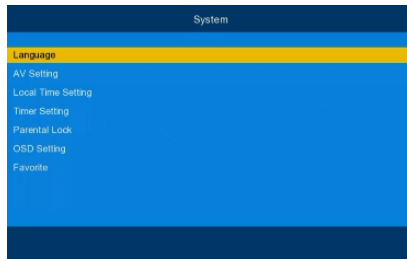 System
Language
AV Setting
Local Time Setting
Timer Setting
Parental Lock
OSD Setting
Favorite